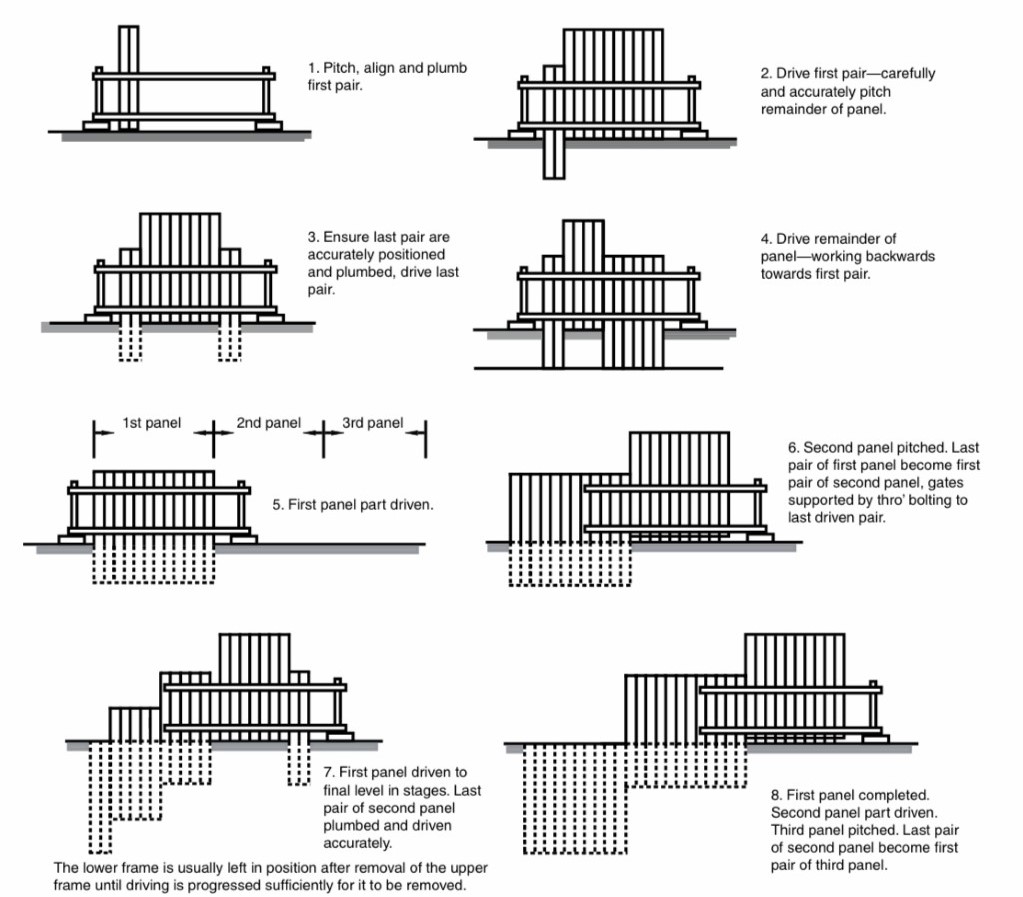 1. Pitch, align and plumb
first pair.
2. Drive first pair—carefully
and accurately pitch
remainder of panel.
3. Ensure last pair are
accurately positioned
and plumbed, drive last
pair.
4. Drive remainder of
panel—working backwards
towards first pair.
1st panel
2nd panel
3rd panel
5. First panel part driven.
6. Second panel pitched. Last
pair of first panel become first
pair of second panel, gates
supported by thro' bolting to
last driven pair.
7. First panel driven to
final level in stages. Last
pair of second panel
plumbed and driven
accurately.
8. First panel completed.
Second panel part driven.
Third panel pitched. Last pair
of second panel become first
pair of third panel.
The lower frame is usually left in position after removal of the upper
frame until driving is progressed sufficiently for it to be removed.